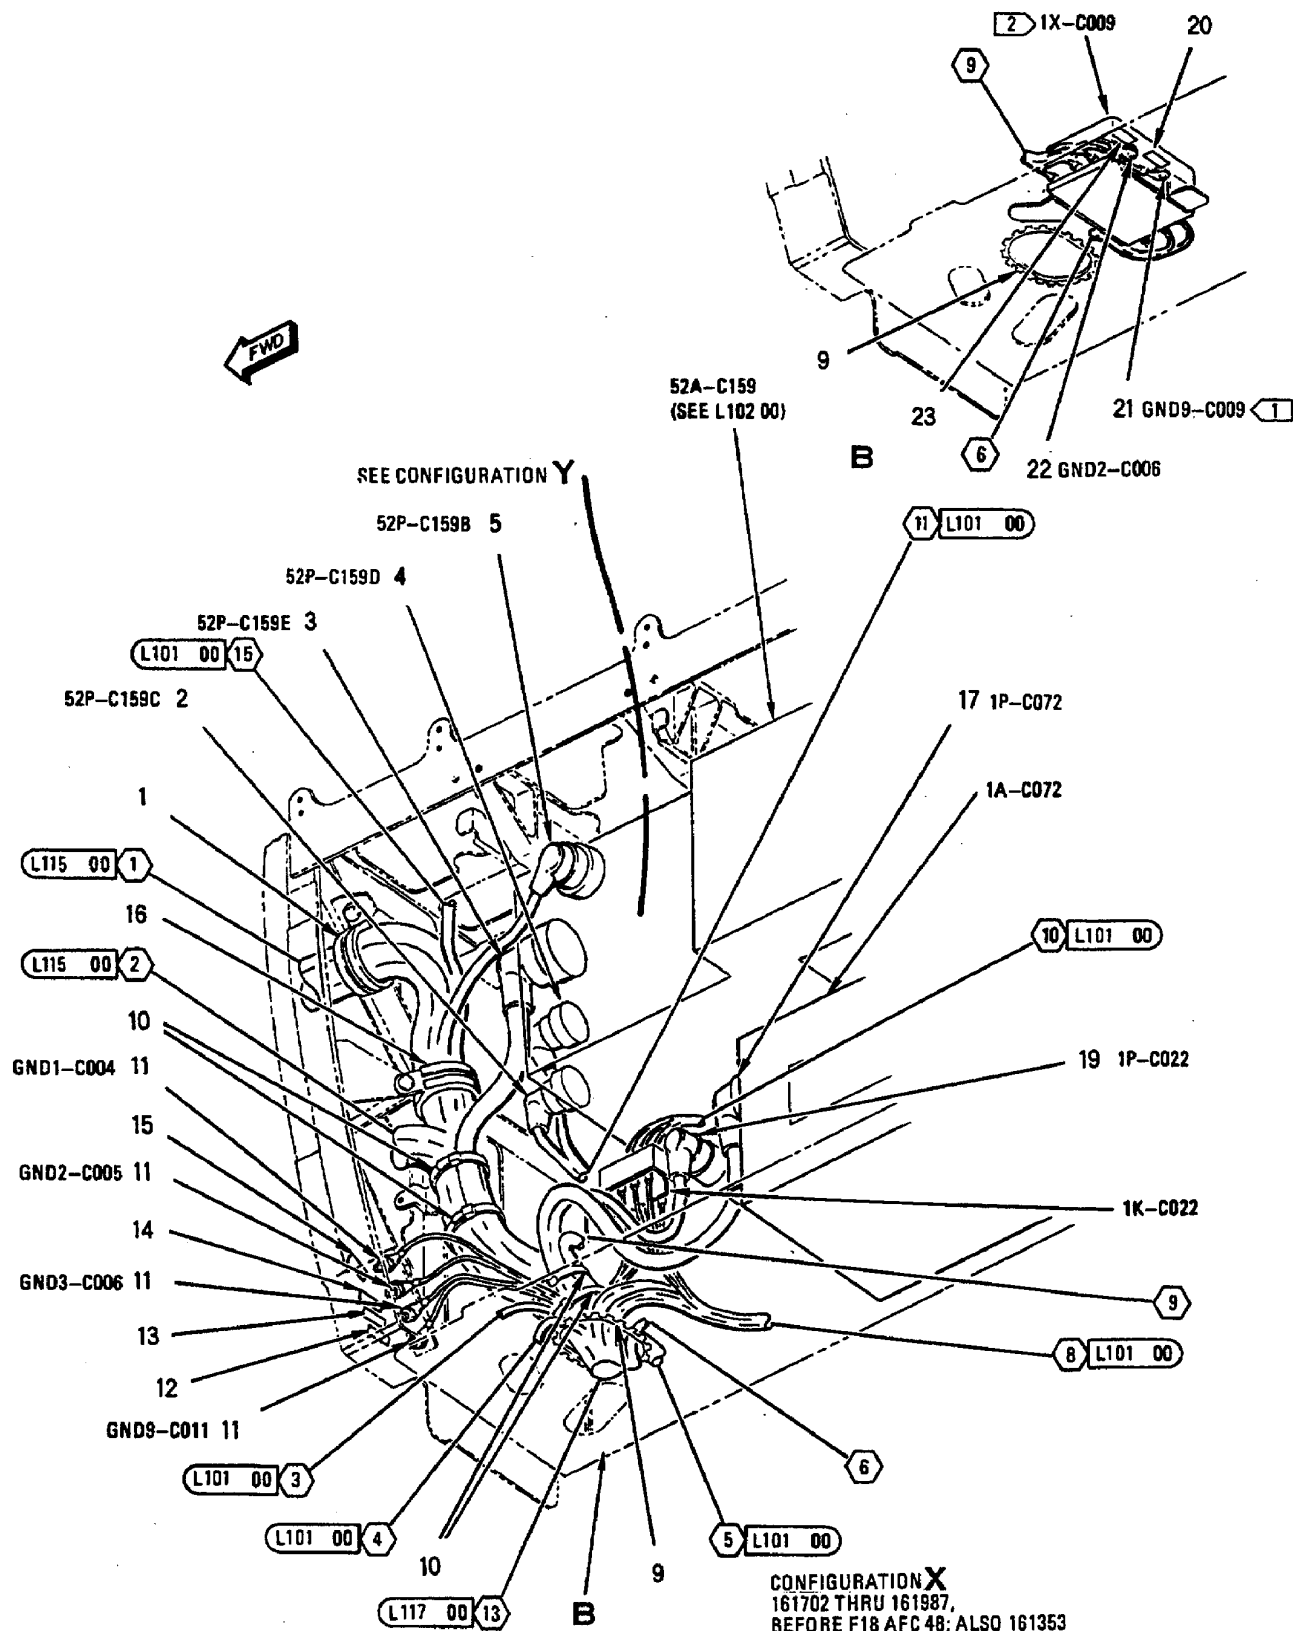 2 1X-C009
20
9
FWD
9
23
21 GND9-C009 1
6
22 GND2-C006
B
52A-C159
(SEE L102 00)
SEE CONFIGURATION Y
52P-C159B 5
11 L101 00
52P-C159D 4
52P-C159E 3
L101 00 15
52P-C159C 2
17 1P-C072
1A-C072
1
L115 00 1
16
10 L101 00
L115 00 2
10
GND1-C004 11
19 1P-C022
15
GND2-C005 11
1K-C022
14
GND3-C006 11
9
13
8 L101 00
12
GND9-C011 11
6
L101 00 3
L101 00 4
5 L101 00
10
9
L117 00 13
B
CONFIGURATION X
161702 THRU 161987,
BEFORE F18 AFC 48; ALSO 161353